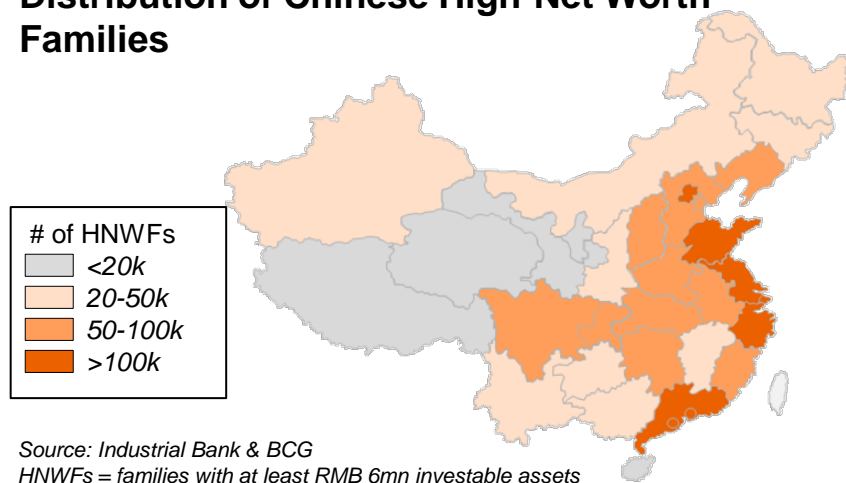 Distribution of Chinese High Net Worth
Families
# of HNWFs
<20k
20-50k
50-100k
>100k
Source: Industrial Bank & BCG
HNWFs = families with at least RMB 6mn investable assets